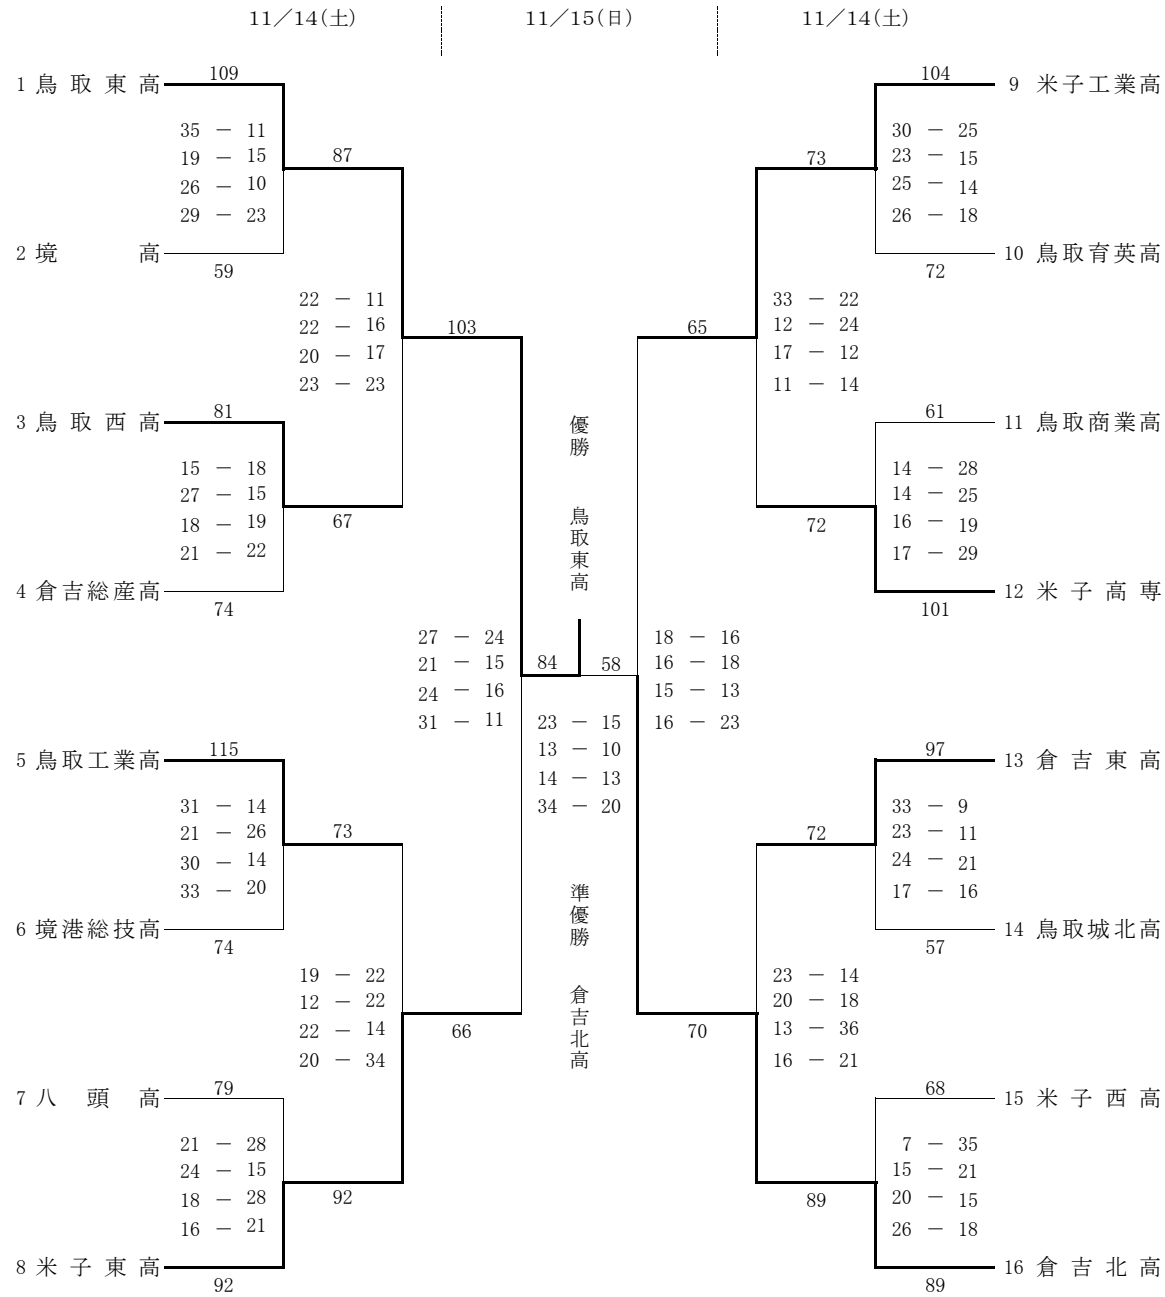 11／14(土) 11／15(日) 11／14(土)
1 鳥取東高 109
35 － 11
19 － 15
26 － 10
29 － 23
2 境高 59
87
22 － 11
22 － 16
20 － 17
23 － 23
3 鳥取西高 81
15 － 18
27 － 15
18 － 19
21 － 22
4 倉吉総産高 74
67
103
27 － 24
21 － 15
24 － 16
31 － 11
5 鳥取工業高 115
31 － 14
21 － 26
30 － 14
33 － 20
6 境港総技高 74
73
19 － 22
12 － 22
22 － 14
20 － 34
7 八頭高 79
21 － 28
24 － 15
18 － 28
16 － 21
8 米子東高 92
92
66
優勝 鳥取東高
84 58
23 － 15
13 － 10
14 － 13
34 － 20
準優勝 倉吉北高
104 9 米子工業高
30 － 25
23 － 15
25 － 14
26 － 18
72 10 鳥取育英高
73
33 － 22
12 － 24
17 － 12
11 － 14
61 11 鳥取商業高
14 － 28
14 － 25
16 － 19
17 － 29
101 12 米子高専
72
65
18 － 16
16 － 18
15 － 13
16 － 23
97 13 倉吉東高
33 － 9
23 － 11
24 － 21
17 － 16
57 14 鳥取城北高
72
23 － 14
20 － 18
13 － 36
16 － 21
68 15 米子西高
7 － 35
15 － 21
20 － 15
26 － 18
89 16 倉吉北高
89
70